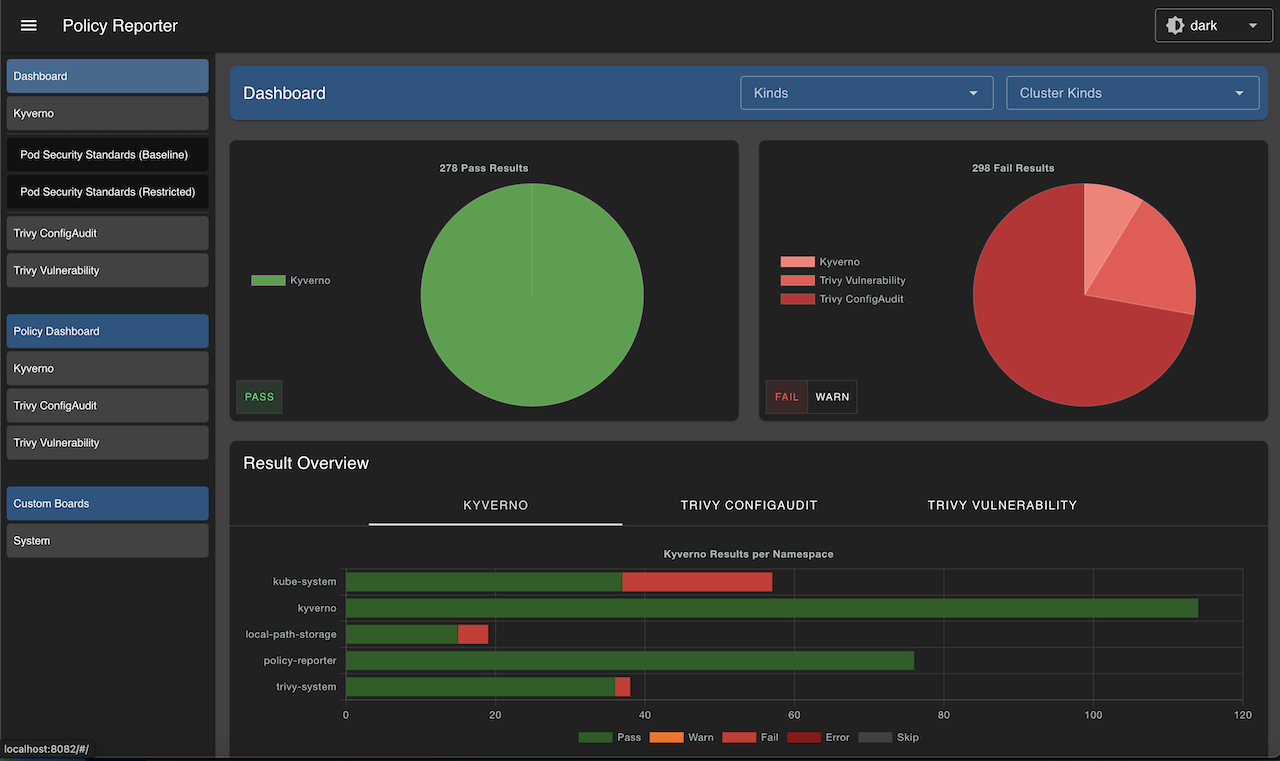 Policy Reporter
dark
Dashboard
Kyverno
Pod Security Standards (Baseline)
Pod Security Standards (Restricted)
Trivy ConfigAudit
Trivy Vulnerability
Policy Dashboard
Kyverno
Trivy ConfigAudit
Trivy Vulnerability
Custom Boards
System
localhost:8082/#/
Dashboard
Kinds
Cluster Kinds
278 Pass Results
Kyverno
PASS
298 Fail Results
Kyverno
Trivy Vulnerability
Trivy ConfigAudit
FAIL WARN
Result Overview
KYVERNO TRIVY CONFIGAUDIT TRIVY VULNERABILITY
Kyverno Results per Namespace
kube-system
kyverno
local-path-storage
policy-reporter
trivy-system
0 20 40 60 80 100 120
Pass Warn Fail Error Skip